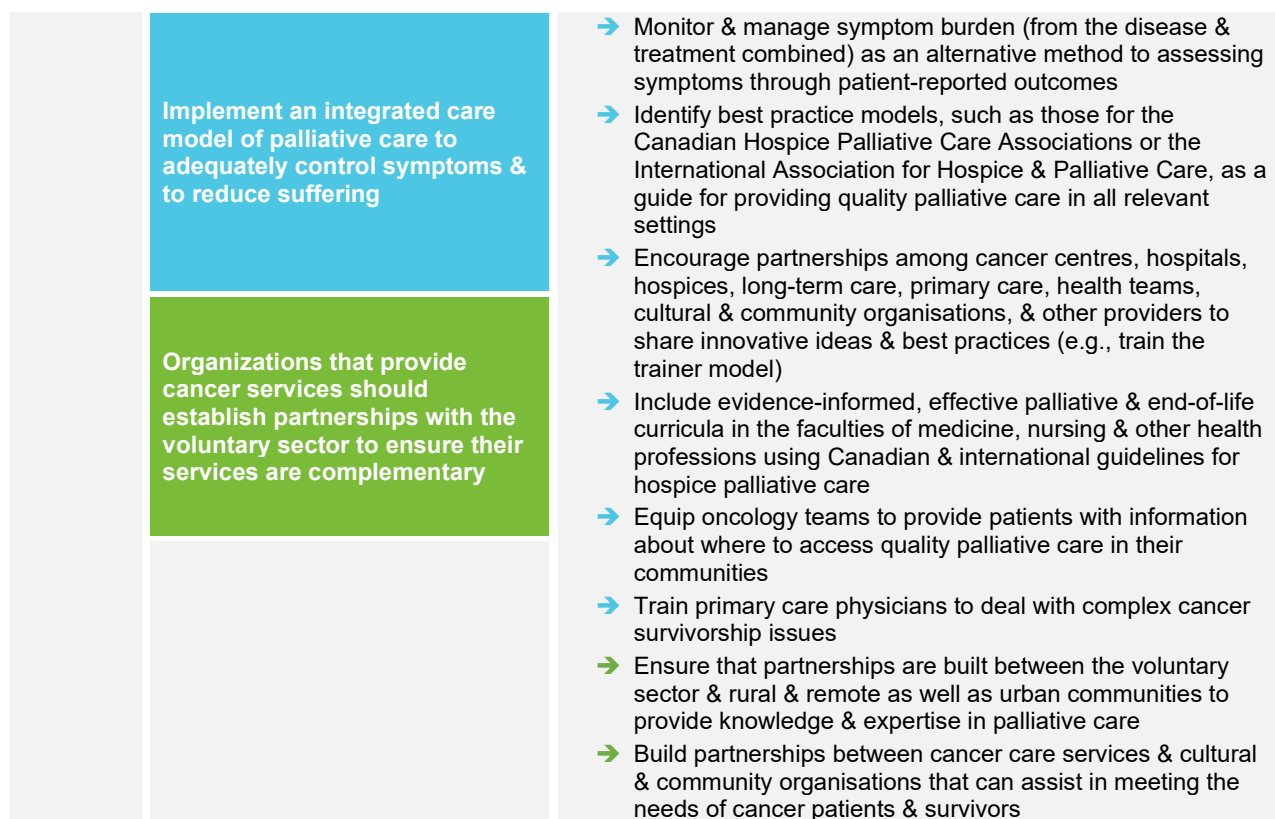 Implement an integrated care
model of palliative care to
adequately control symptoms &
to reduce suffering
Organizations that provide
cancer services should
establish partnerships with the
voluntary sector to ensure their
services are complementary
➔ Monitor & manage symptom burden (from the disease &
treatment combined) as an alternative method to assessing
symptoms through patient-reported outcomes
➔ Identify best practice models, such as those for the
Canadian Hospice Palliative Care Associations or the
International Association for Hospice & Palliative Care, as a
guide for providing quality palliative care in all relevant
settings
➔ Encourage partnerships among cancer centres, hospitals,
hospices, long-term care, primary care, health teams,
cultural & community organisations, & other providers to
share innovative ideas & best practices (e.g., train the
trainer model)
➔ Include evidence-informed, effective palliative & end-of-life
curricula in the faculties of medicine, nursing & other health
professions using Canadian & international guidelines for
hospice palliative care
➔ Equip oncology teams to provide patients with information
about where to access quality palliative care in their
communities
➔ Train primary care physicians to deal with complex cancer
survivorship issues
➔ Ensure that partnerships are built between the voluntary
sector & rural & remote as well as urban communities to
provide knowledge & expertise in palliative care
➔ Build partnerships between cancer care services & cultural
& community organisations that can assist in meeting the
needs of cancer patients & survivors